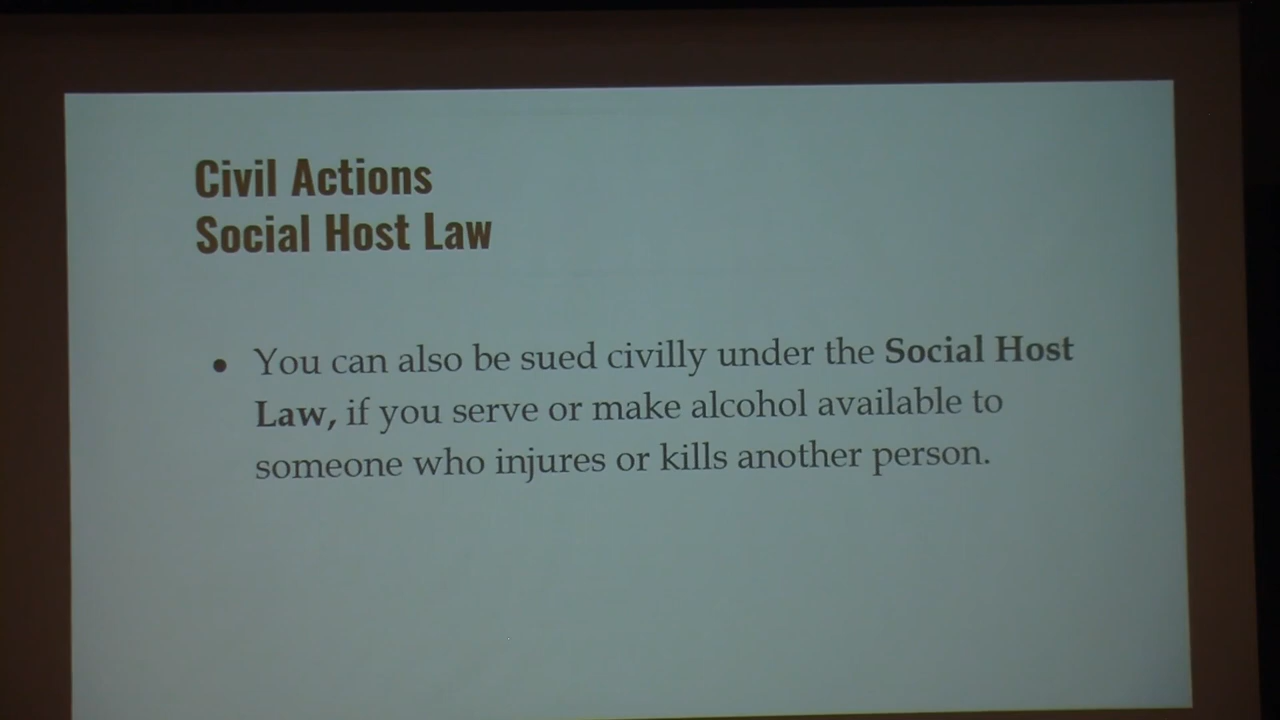 Civil Actions
Social Host Law
• You can also be sued civilly under the Social Host
Law, if you serve or make alcohol available to
someone who injures or kills another person.